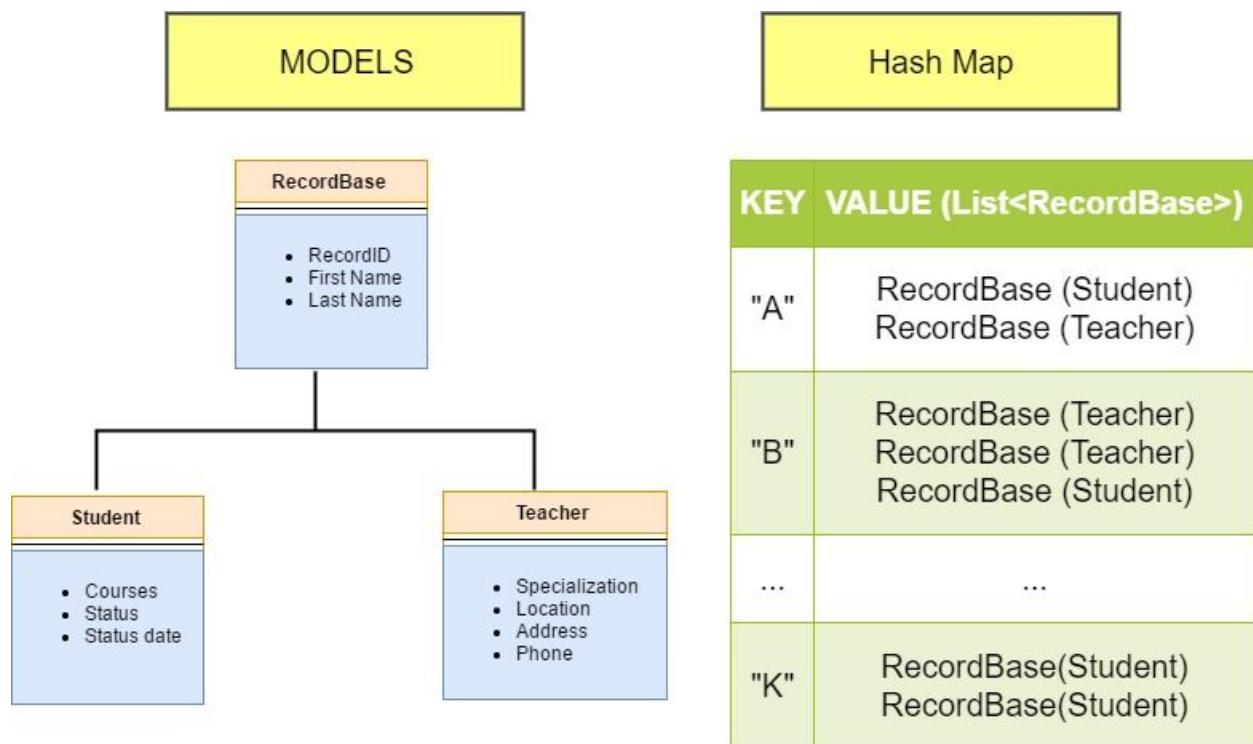 MODELS
Hash Map
RecordBase
• RecordID
• First Name
• Last Name
Student
• Courses
• Status
• Status date
Teacher
• Specialization
• Location
• Address
• Phone
KEY VALUE (List<RecordBase>)
"A"
RecordBase (Student)
RecordBase (Teacher)
"B"
RecordBase (Teacher)
RecordBase (Teacher)
RecordBase (Student)
... ...
"K"
RecordBase(Student)
RecordBase(Student)